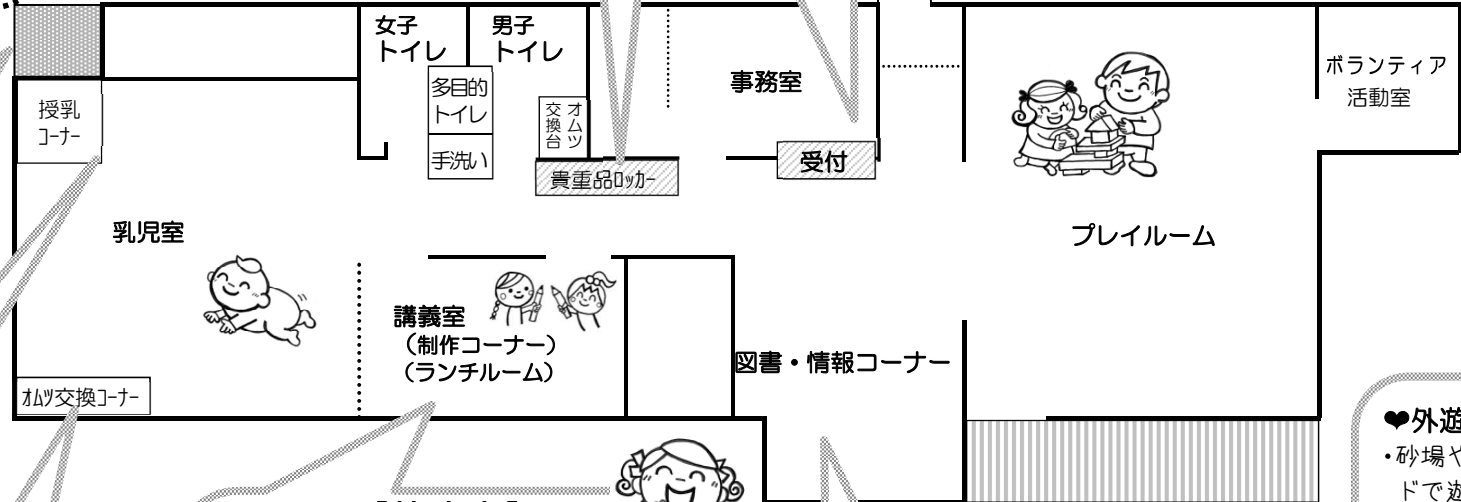 女子
トイレ
男子
トイレ
多目的
トイレ
手洗い
オムツ
交換台
貴重品ロッカー
事務室
受付
ボランティア
活動室
授乳
コーナー
乳児室
プレイルーム
講義室
(制作コーナー)
(ランチルーム)
図書・情報コーナー
オムツ交換コーナー
❤外遊
・砂場や
ドで遊